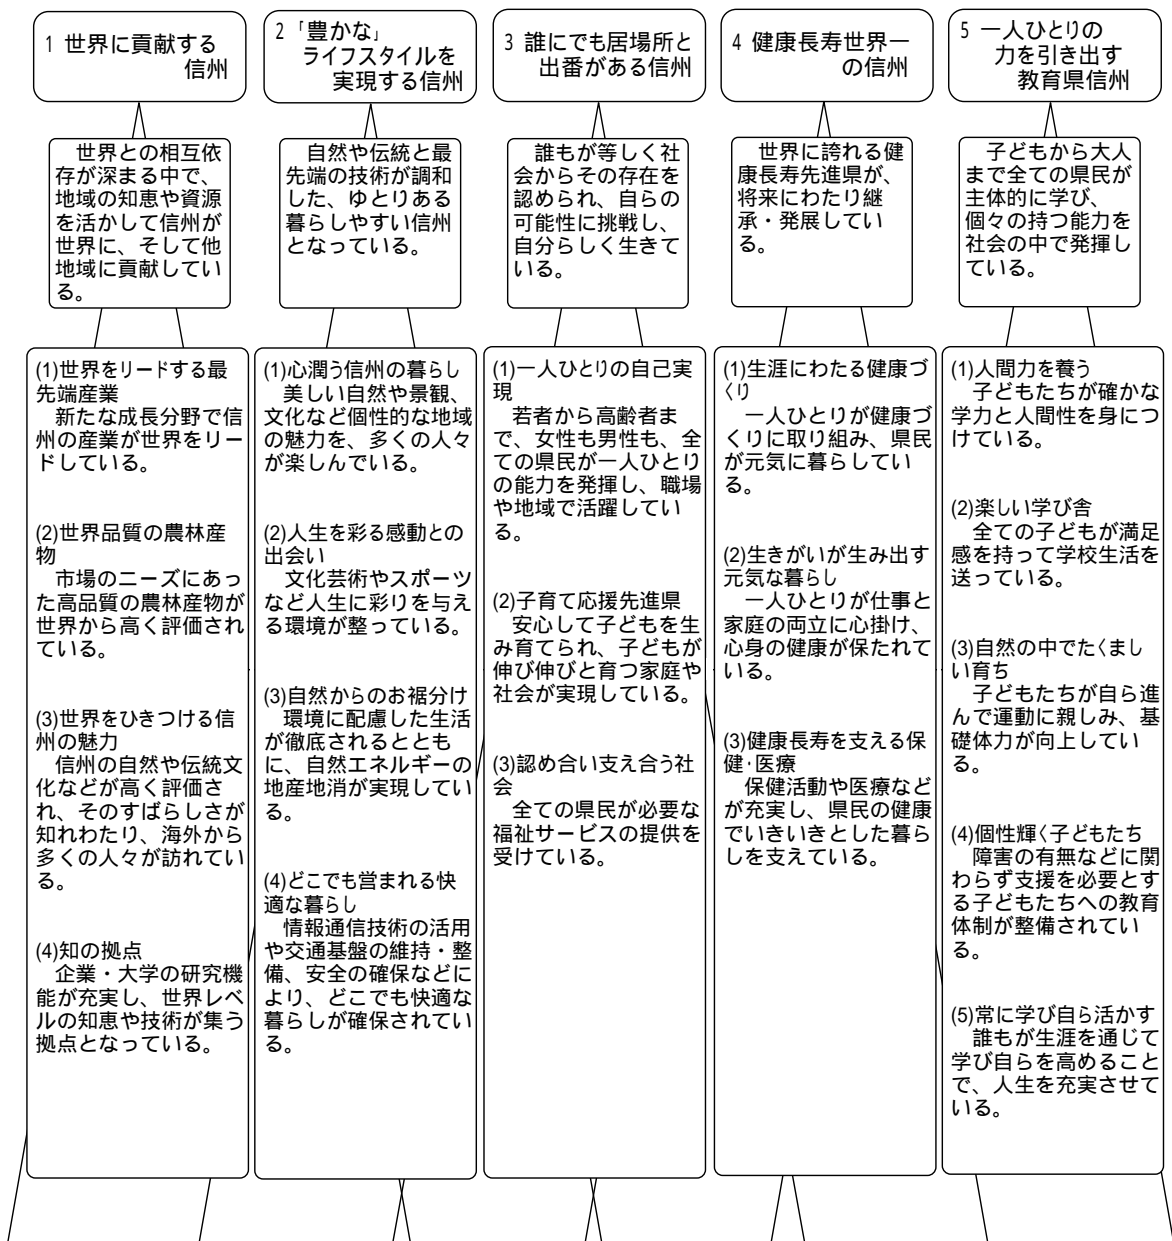 1 世界に貢献する
信州
世界との相互依
存が深まる中で、
地域の知恵や資源
を活かして信州が
世界に、そして他
地域に貢献してい
る。
(1)世界をリードする最
先端産業
新たな成長分野で信
州の産業が世界をリー
ドしている。
(2)世界品質の農林産
物
市場のニーズにあっ
た高品質の農林産物が
世界から高く評価され
ている。
(3)世界をひきつける信
州の魅力
信州の自然や伝統文
化などが高く評価さ
れ、そのすばらしさが
知れわたり、海外から
多くの人々が訪れてい
る。
(4)知の拠点
企業・大学の研究機
能が充実し、世界レベ
ルの知恵や技術が集う
拠点となっている。
2「豊かな」
ライフスタイルを
実現する信州
自然や伝統と最
先端の技術が調和
した、ゆとりある
暮らしやすい信州
となっている。
(1)心潤う信州の暮らし
美しい自然や景観、
文化など個性的な地域
の魅力を、多くの人々
が楽しんでいる。
(2)人生を彩る感動との
出会い
文化芸術やスポーツ
など人生に彩りを与え
る環境が整っている。
(3)自然からのお裾分け
環境に配慮した生活
が徹底されるととも
に、自然エネルギーの
地産地消が実現してい
る。
(4)どこでも営まれる快
適な暮らし
情報通信技術の活用
や交通基盤の維持・整
備、安全の確保などに
より、どこでも快適な
暮らしが確保されてい
る。
3 誰にでも居場所と
出番がある信州
誰もが等しく社
会からその存在を
認められ、自らの
可能性に挑戦し、
自分らしく生きて
いる。
(1)一人ひとりの自己実
現
若者から高齢者ま
で、女性も男性も、全
ての県民が一人ひとり
の能力を発揮し、職場
や地域で活躍してい
る。
(2)子育て応援先進県
安心して子どもを生
み育てられ、子どもが
伸び伸びと育つ家庭や
社会が実現している。
(3)認め合い支え合う社
会
全ての県民が必要な
福祉サービスの提供を
受けている。
4 健康長寿世界一
の信州
世界に誇れる健
康長寿先進県が、
将来にわたり継
承・発展してい
る。
(1)生涯にわたる健康づ
くり
一人ひとりが健康づ
くりに取り組み、県民
が元気に暮らしてい
る。
(2)生きがいが生み出す
元気な暮らし
一人ひとりが仕事と
家庭の両立に心掛け、
心身の健康が保たれて
いる。
(3)健康長寿を支える保
健・医療
保健活動や医療など
が充実し、県民の健康
でいきいきとした暮ら
しを支えている。
5 一人ひとりの
力を引き出す
教育県信州
子どもから大人
まで全ての県民が
主体的に学び、
個々の持つ能力を
社会の中で発揮し
ている。
(1)人間力を養う
子どもたちが確かな
学力と人間性を身につ
けている。
(2)楽しい学び舎
全ての子どもが満足
感を持って学校生活を
送っている。
(3)自然の中でたくまし
い育ち
子どもたちが自ら進
んで運動に親しみ、基
礎体力が向上してい
る。
(4)個性輝く子どもたち
障害の有無などに関
わらず支援を必要とす
る子どもたちへの教育
体制が整備されてい
る。
(5)常に学び自ら活かす
誰もが生涯を通じて
学び自らを高めること
で、人生を充実させて
いる。